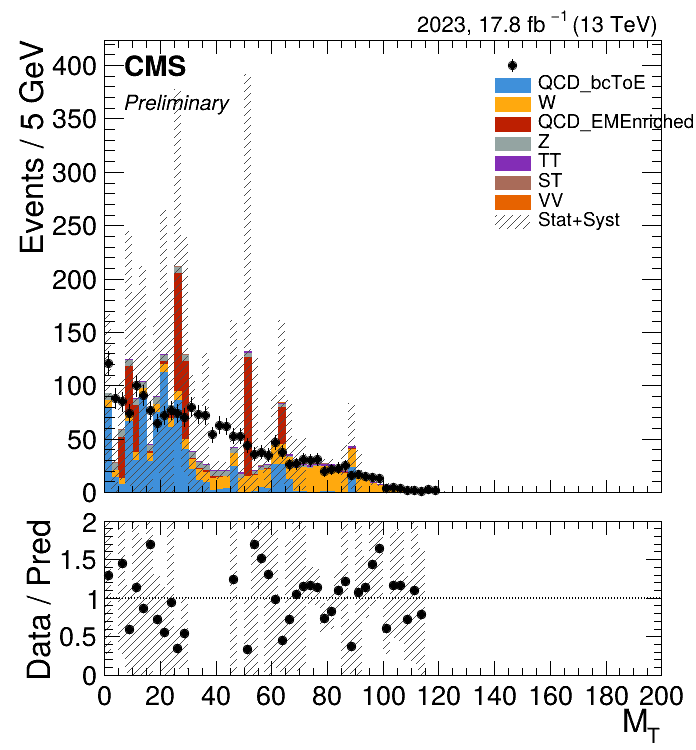 2023, 17.8 fb⁻¹ (13 TeV)
CMS
Preliminary
Events / 5 GeV
400
350
300
250
200
150
100
50
0
QCD_bcToE
W
QCD_EMEnriched
Z
TT
ST
VV
Stat+Syst
Data / Pred
2
1.5
1
0.5
0
0 20 40 60 80 100 120 140 160 180 200
M_T